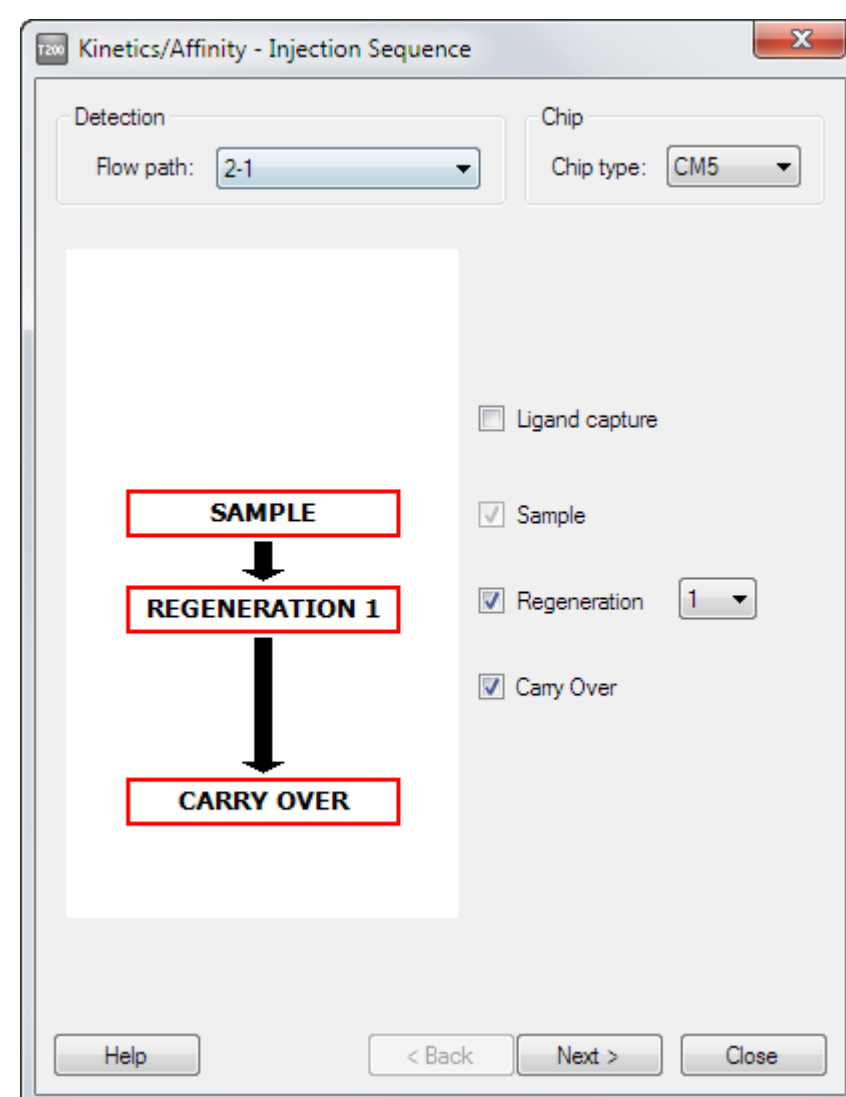 T200 Kinetics/Affinity - Injection Sequence X
Detection
Flow path: 2-1
Chip
Chip type: CM5
Ligand capture
SAMPLE
Sample
REGENERATION 1
Regeneration 1
Carry Over
CARRY OVER
Help < Back Next > Close